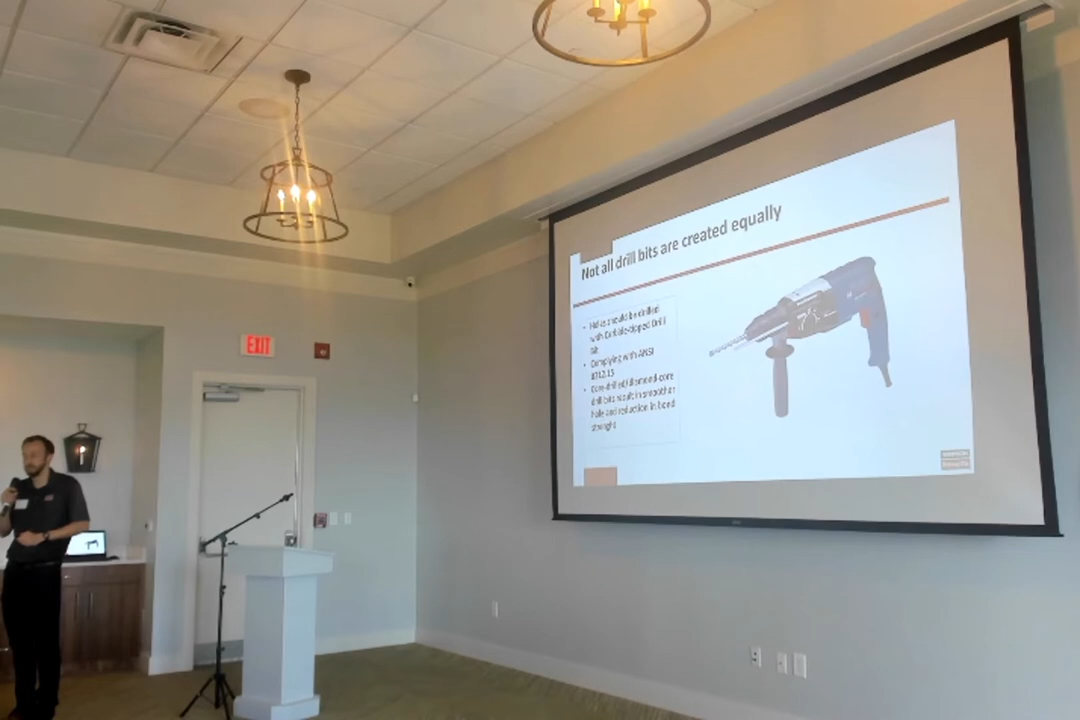 EXIT
Not all drill bits are created equally
• Holes should be drilled
with Carbide-tipped Drill
Bit
• Complying with ANSI
B212.15
• Core-drilled/diamond core
drill bits result in smoother
hole and reduction in bond
strenght